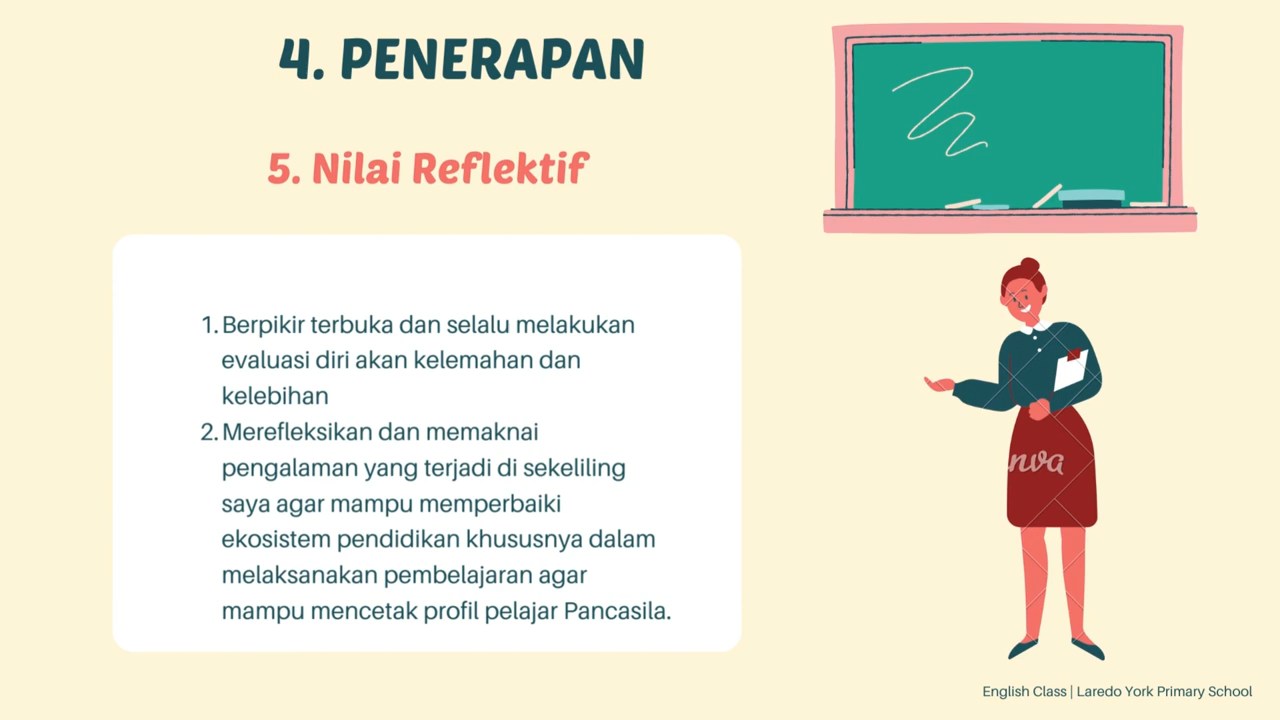 4. PENERAPAN
5. Nilai Reflektif
1. Berpikir terbuka dan selalu melakukan
evaluasi diri akan kelemahan dan
kelebihan
2. Merefleksikan dan memaknai
pengalaman yang terjadi di sekeliling
saya agar mampu memperbaiki
ekosistem pendidikan khususnya dalam
melaksanakan pembelajaran agar
mampu mencetak profil pelajar Pancasila.
nva
English Class | Laredo York Primary School